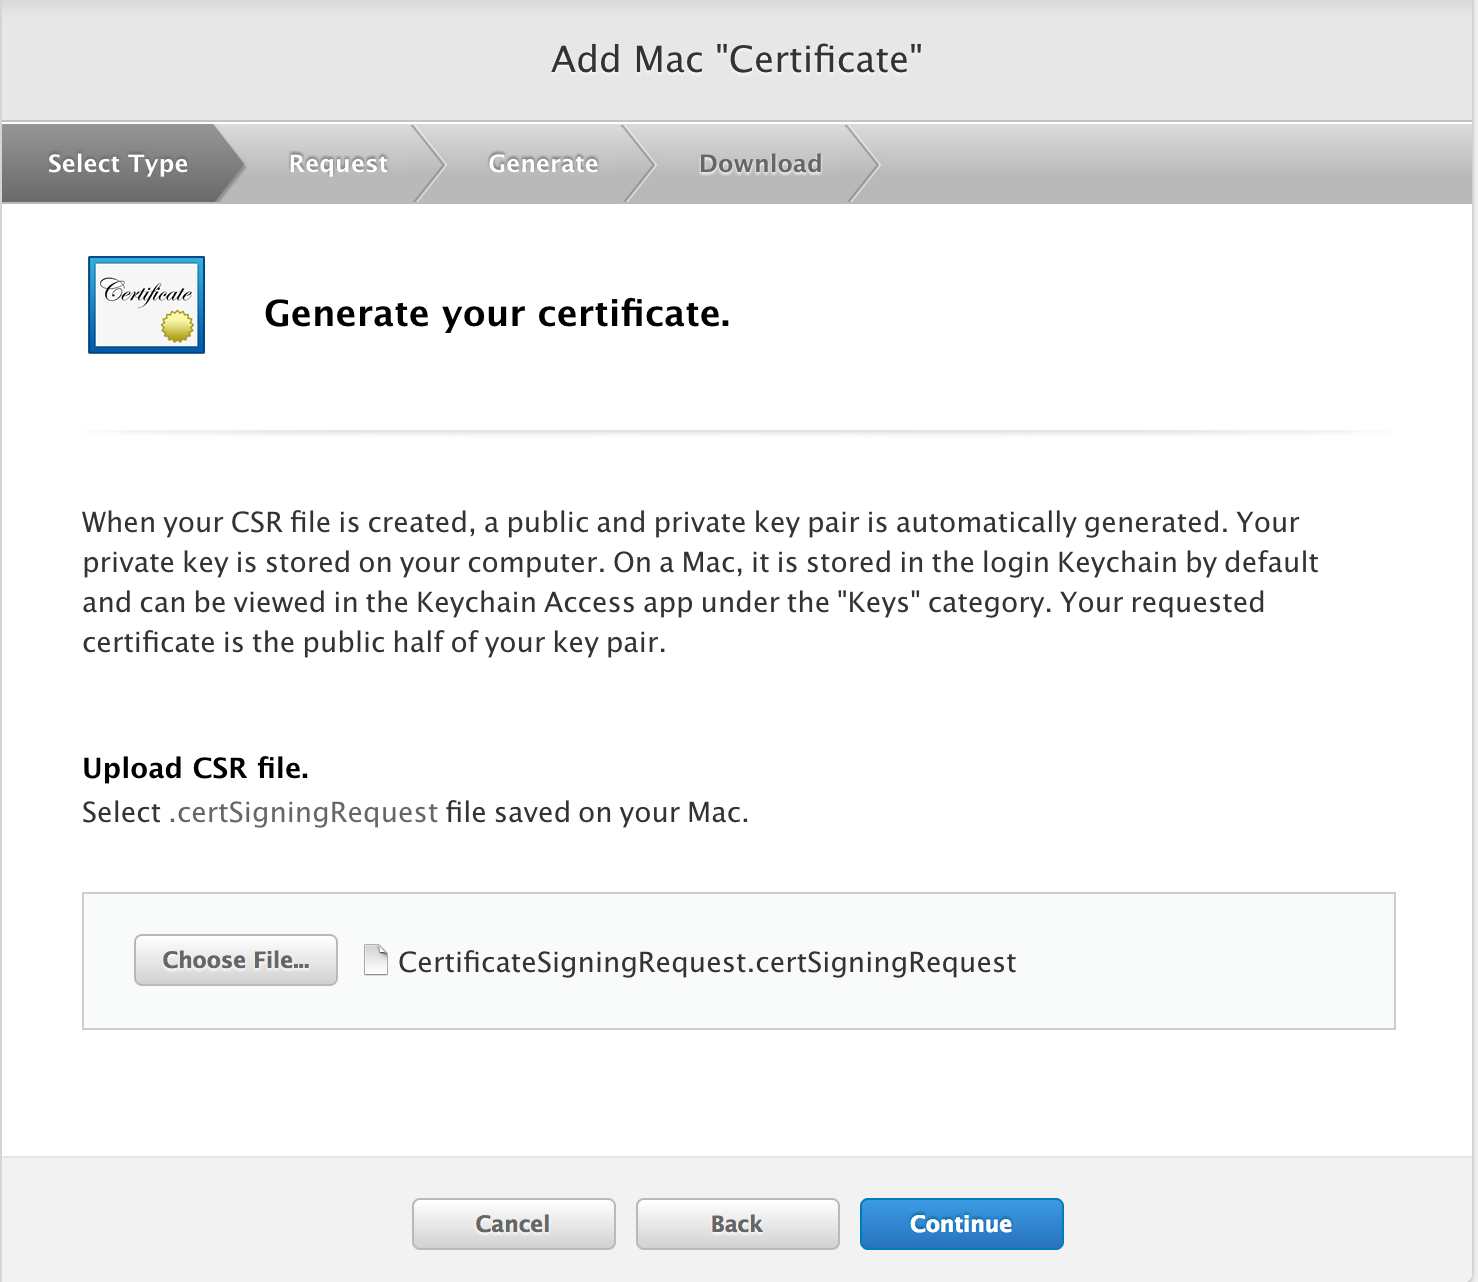 Add Mac "Certificate"
Select Type
Request
Generate
Download
Certificate
Generate your certificate.
When your CSR file is created, a public and private key pair is automatically generated. Your
private key is stored on your computer. On a Mac, it is stored in the login Keychain by default
and can be viewed in the Keychain Access app under the "Keys" category. Your requested
certificate is the public half of your key pair.
Upload CSR file.
Select .certSigningRequest file saved on your Mac.
Choose File...
CertificateSigningRequest.certSigningRequest
Cancel
Back
Continue